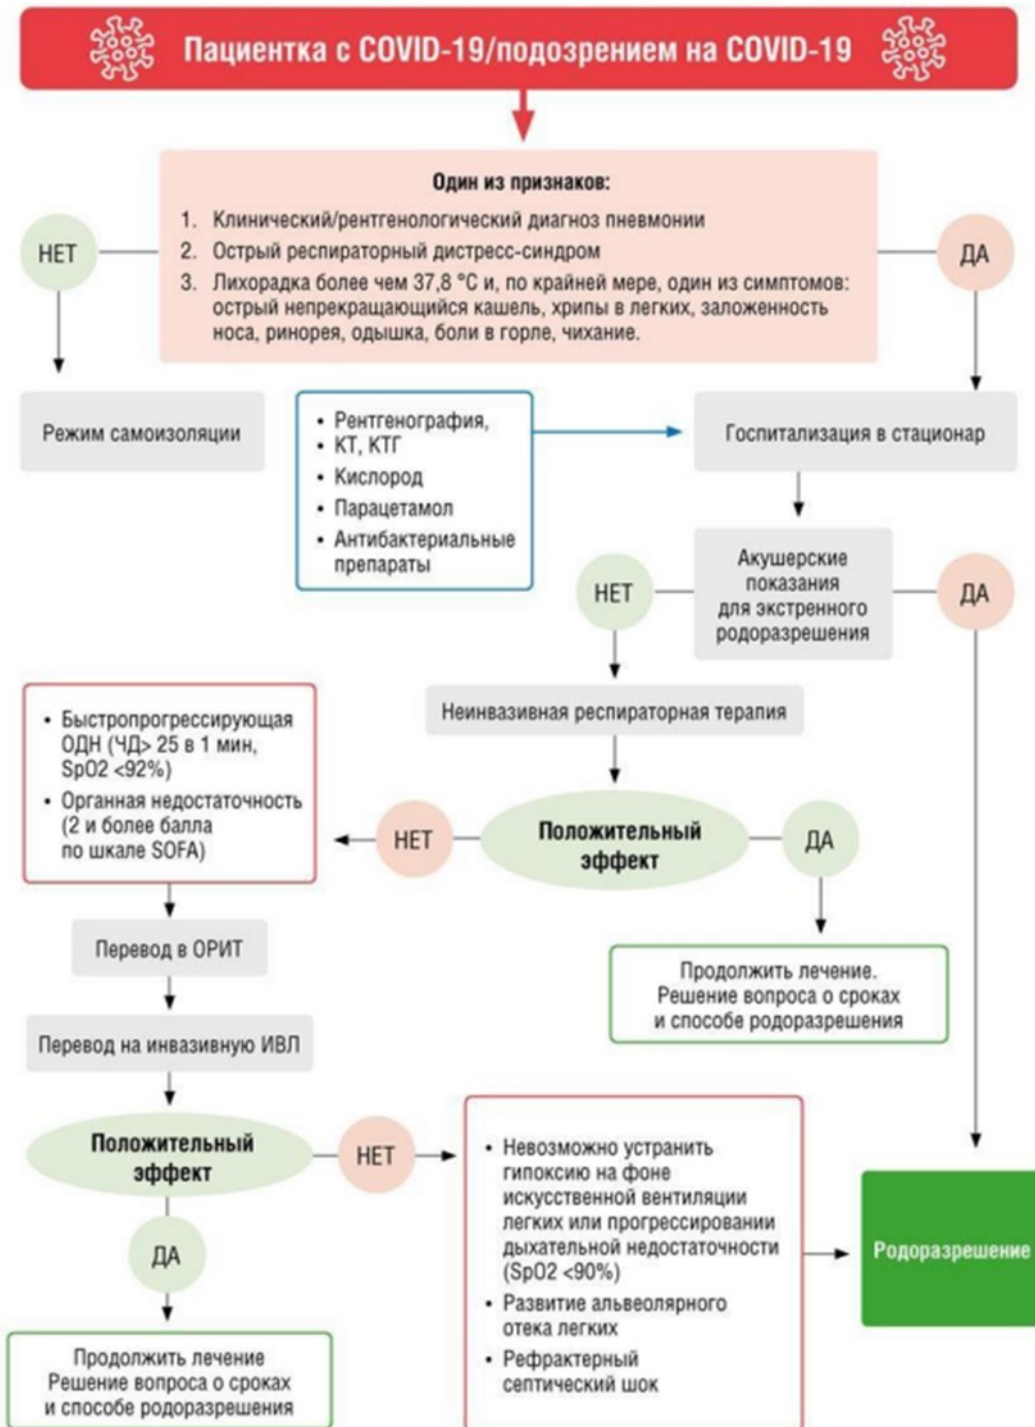 Пациентка с COVID-19/подозрением на COVID-19
Один из признаков:
1. Клинический/рентгенологический диагноз пневмонии
2. Острый респираторный дистресс-синдром
3. Лихорадка более чем 37,8 °C и, по крайней мере, один из симптомов:
острый непрекращающийся кашель, хрипы в легких, заложенность
носа, ринорея, одышка, боли в горле, чихание.
НЕТ
ДА
Режим самоизоляции
• Рентгенография,
• КТ, КТГ
• Кислород
• Парацетамол
• Антибактериальные
препараты
Госпитализация в стационар
Акушерские
показания
для экстренного
родоразрешения
НЕТ
ДА
Неинвазивная респираторная терапия
• Быстропрогрессирующая
ОДН (ЧД> 25 в 1 мин,
SpO2 <92%)
• Органная недостаточность
(2 и более балла
по шкале SOFA)
НЕТ
Положительный
эффект
ДА
Перевод в ОРИТ
Продолжить лечение.
Решение вопроса о сроках
и способе родоразрешения
Перевод на инвазивную ИВЛ
Положительный
эффект
НЕТ
• Невозможно устранить
гипоксию на фоне
искусственной вентиляции
легких или прогрессировании
дыхательной недостаточности
(SpO2 <90%)
• Развитие альвеолярного
отека легких
• Рефрактерный
септический шок
Родоразрешение
ДА
Продолжить лечение
Решение вопроса о сроках
и способе родоразрешения